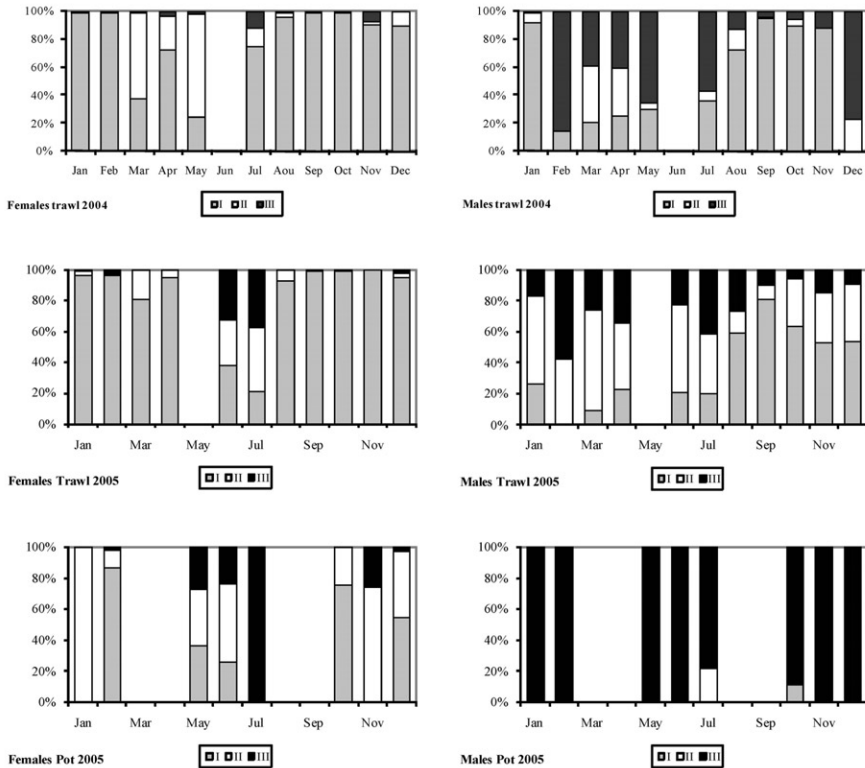 100%
80%
60%
40%
20%
0%
Jan Feb Mar Apr May Jun Jul Aou Sep Oct Nov Dec
Females trawl 2004
I II III
100%
80%
60%
40%
20%
0%
Jan Feb Mar Apr May Jun Jul Aou Sep Oct Nov Dec
Males trawl 2004
I II III
100%
80%
60%
40%
20%
0%
Jan Mar May Jul Sep Nov
Females Trawl 2005
I II III
100%
80%
60%
40%
20%
0%
Jan Mar May Jul Sep Nov
Males Trawl 2005
I II III
100%
80%
60%
40%
20%
0%
Jan Mar May Jul Sep Nov
Females Pot 2005
I II III
100%
80%
60%
40%
20%
0%
Jan Mar May Jul Sep Nov
Males Pot 2005
I II III